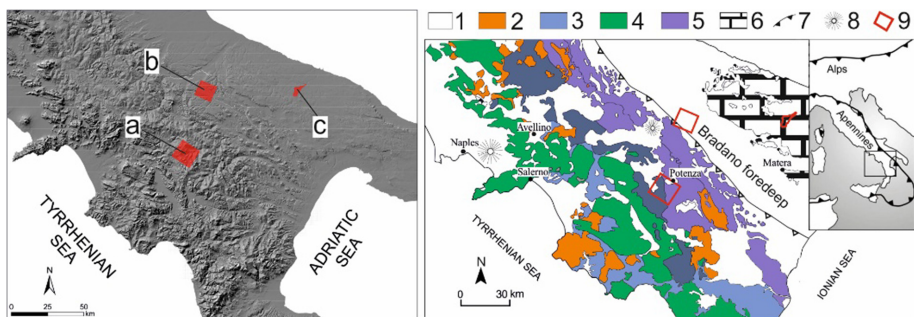 b
a
c
TYRRHENIAN
SEA
ADRIATIC
SEA
N
0 25 50
km
1 2 3 4 5 6 7 8 9
Alps
Apennines
Avellino
Naples
Salerno
Potenza
Matera
Bradano foredeep
TYRRHENIAN SEA
IONIAN SEA
N
0 30 km